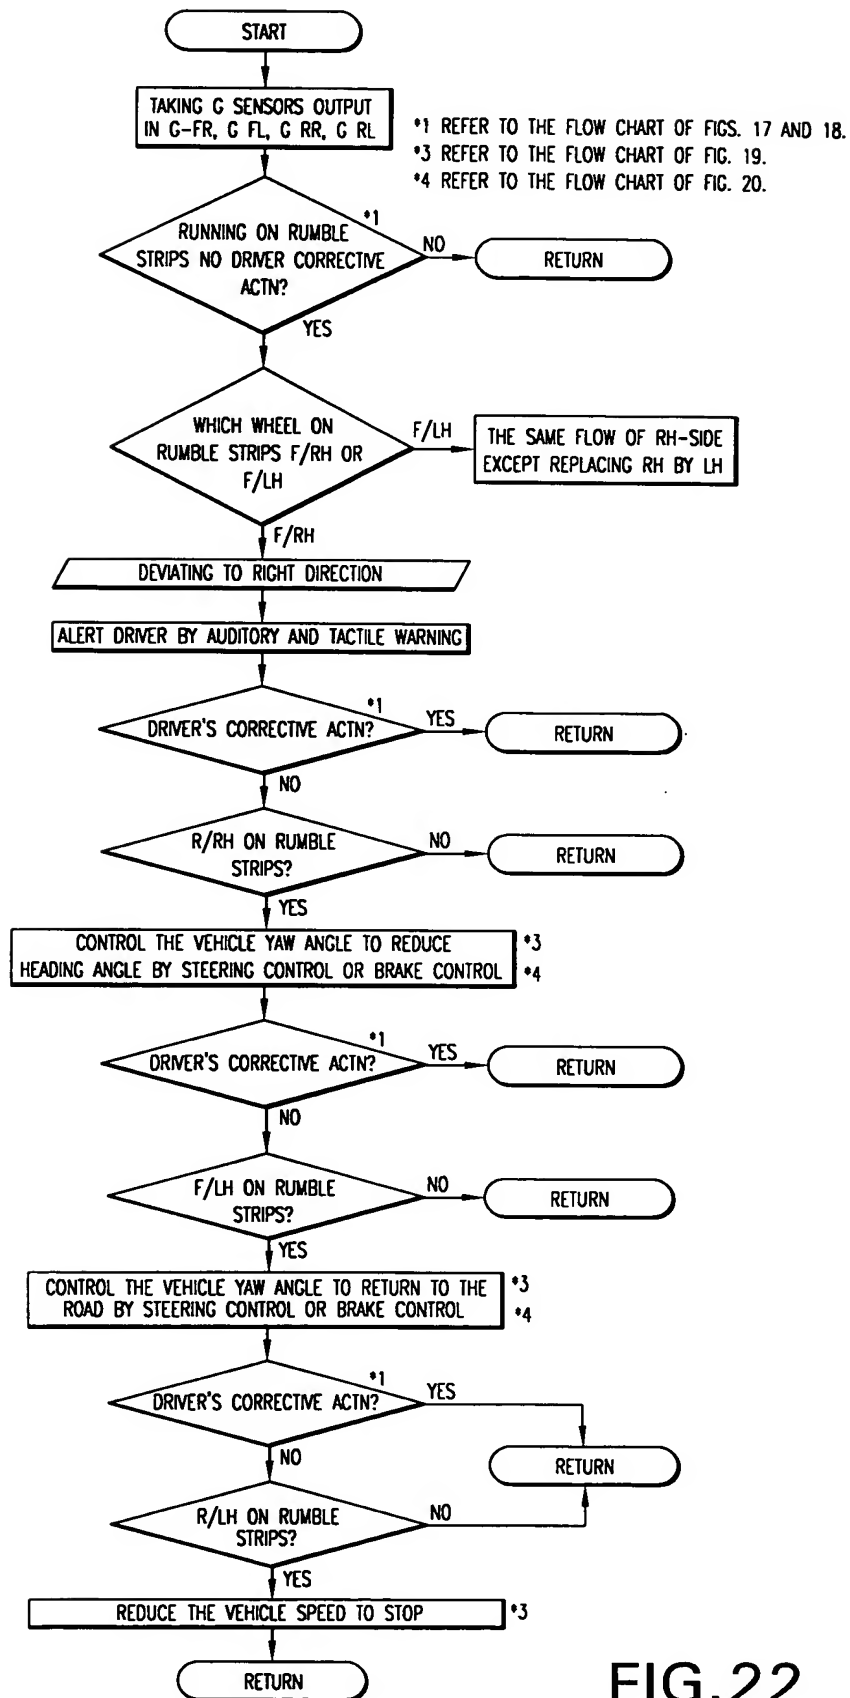 START
TAKING G SENSORS OUTPUT
IN G-FR, G FL, G RR, G RL
*1 REFER TO THE FLOW CHART OF FIGS. 17 AND 18.
*3 REFER TO THE FLOW CHART OF FIG. 19.
*4 REFER TO THE FLOW CHART OF FIG. 20.
*1
RUNNING ON RUMBLE
STRIPS NO DRIVER CORRECTIVE
ACTN?
NO
RETURN
YES
WHICH WHEEL ON
RUMBLE STRIPS F/RH OR
F/LH
F/LH
THE SAME FLOW OF RH-SIDE
EXCEPT REPLACING RH BY LH
F/RH
DEVIATING TO RIGHT DIRECTION
ALERT DRIVER BY AUDITORY AND TACTILE WARNING
*1
DRIVER'S CORRECTIVE ACTN?
YES
RETURN
NO
R/RH ON RUMBLE
STRIPS?
NO
RETURN
YES
CONTROL THE VEHICLE YAW ANGLE TO REDUCE
HEADING ANGLE BY STEERING CONTROL OR BRAKE CONTROL
*3
*4
*1
DRIVER'S CORRECTIVE ACTN?
YES
RETURN
NO
F/LH ON RUMBLE
STRIPS?
NO
RETURN
YES
CONTROL THE VEHICLE YAW ANGLE TO RETURN TO THE
ROAD BY STEERING CONTROL OR BRAKE CONTROL
*3
*4
*1
DRIVER'S CORRECTIVE ACTN?
YES
RETURN
NO
R/LH ON RUMBLE
STRIPS?
NO
YES
REDUCE THE VEHICLE SPEED TO STOP
*3
RETURN
FIG.22